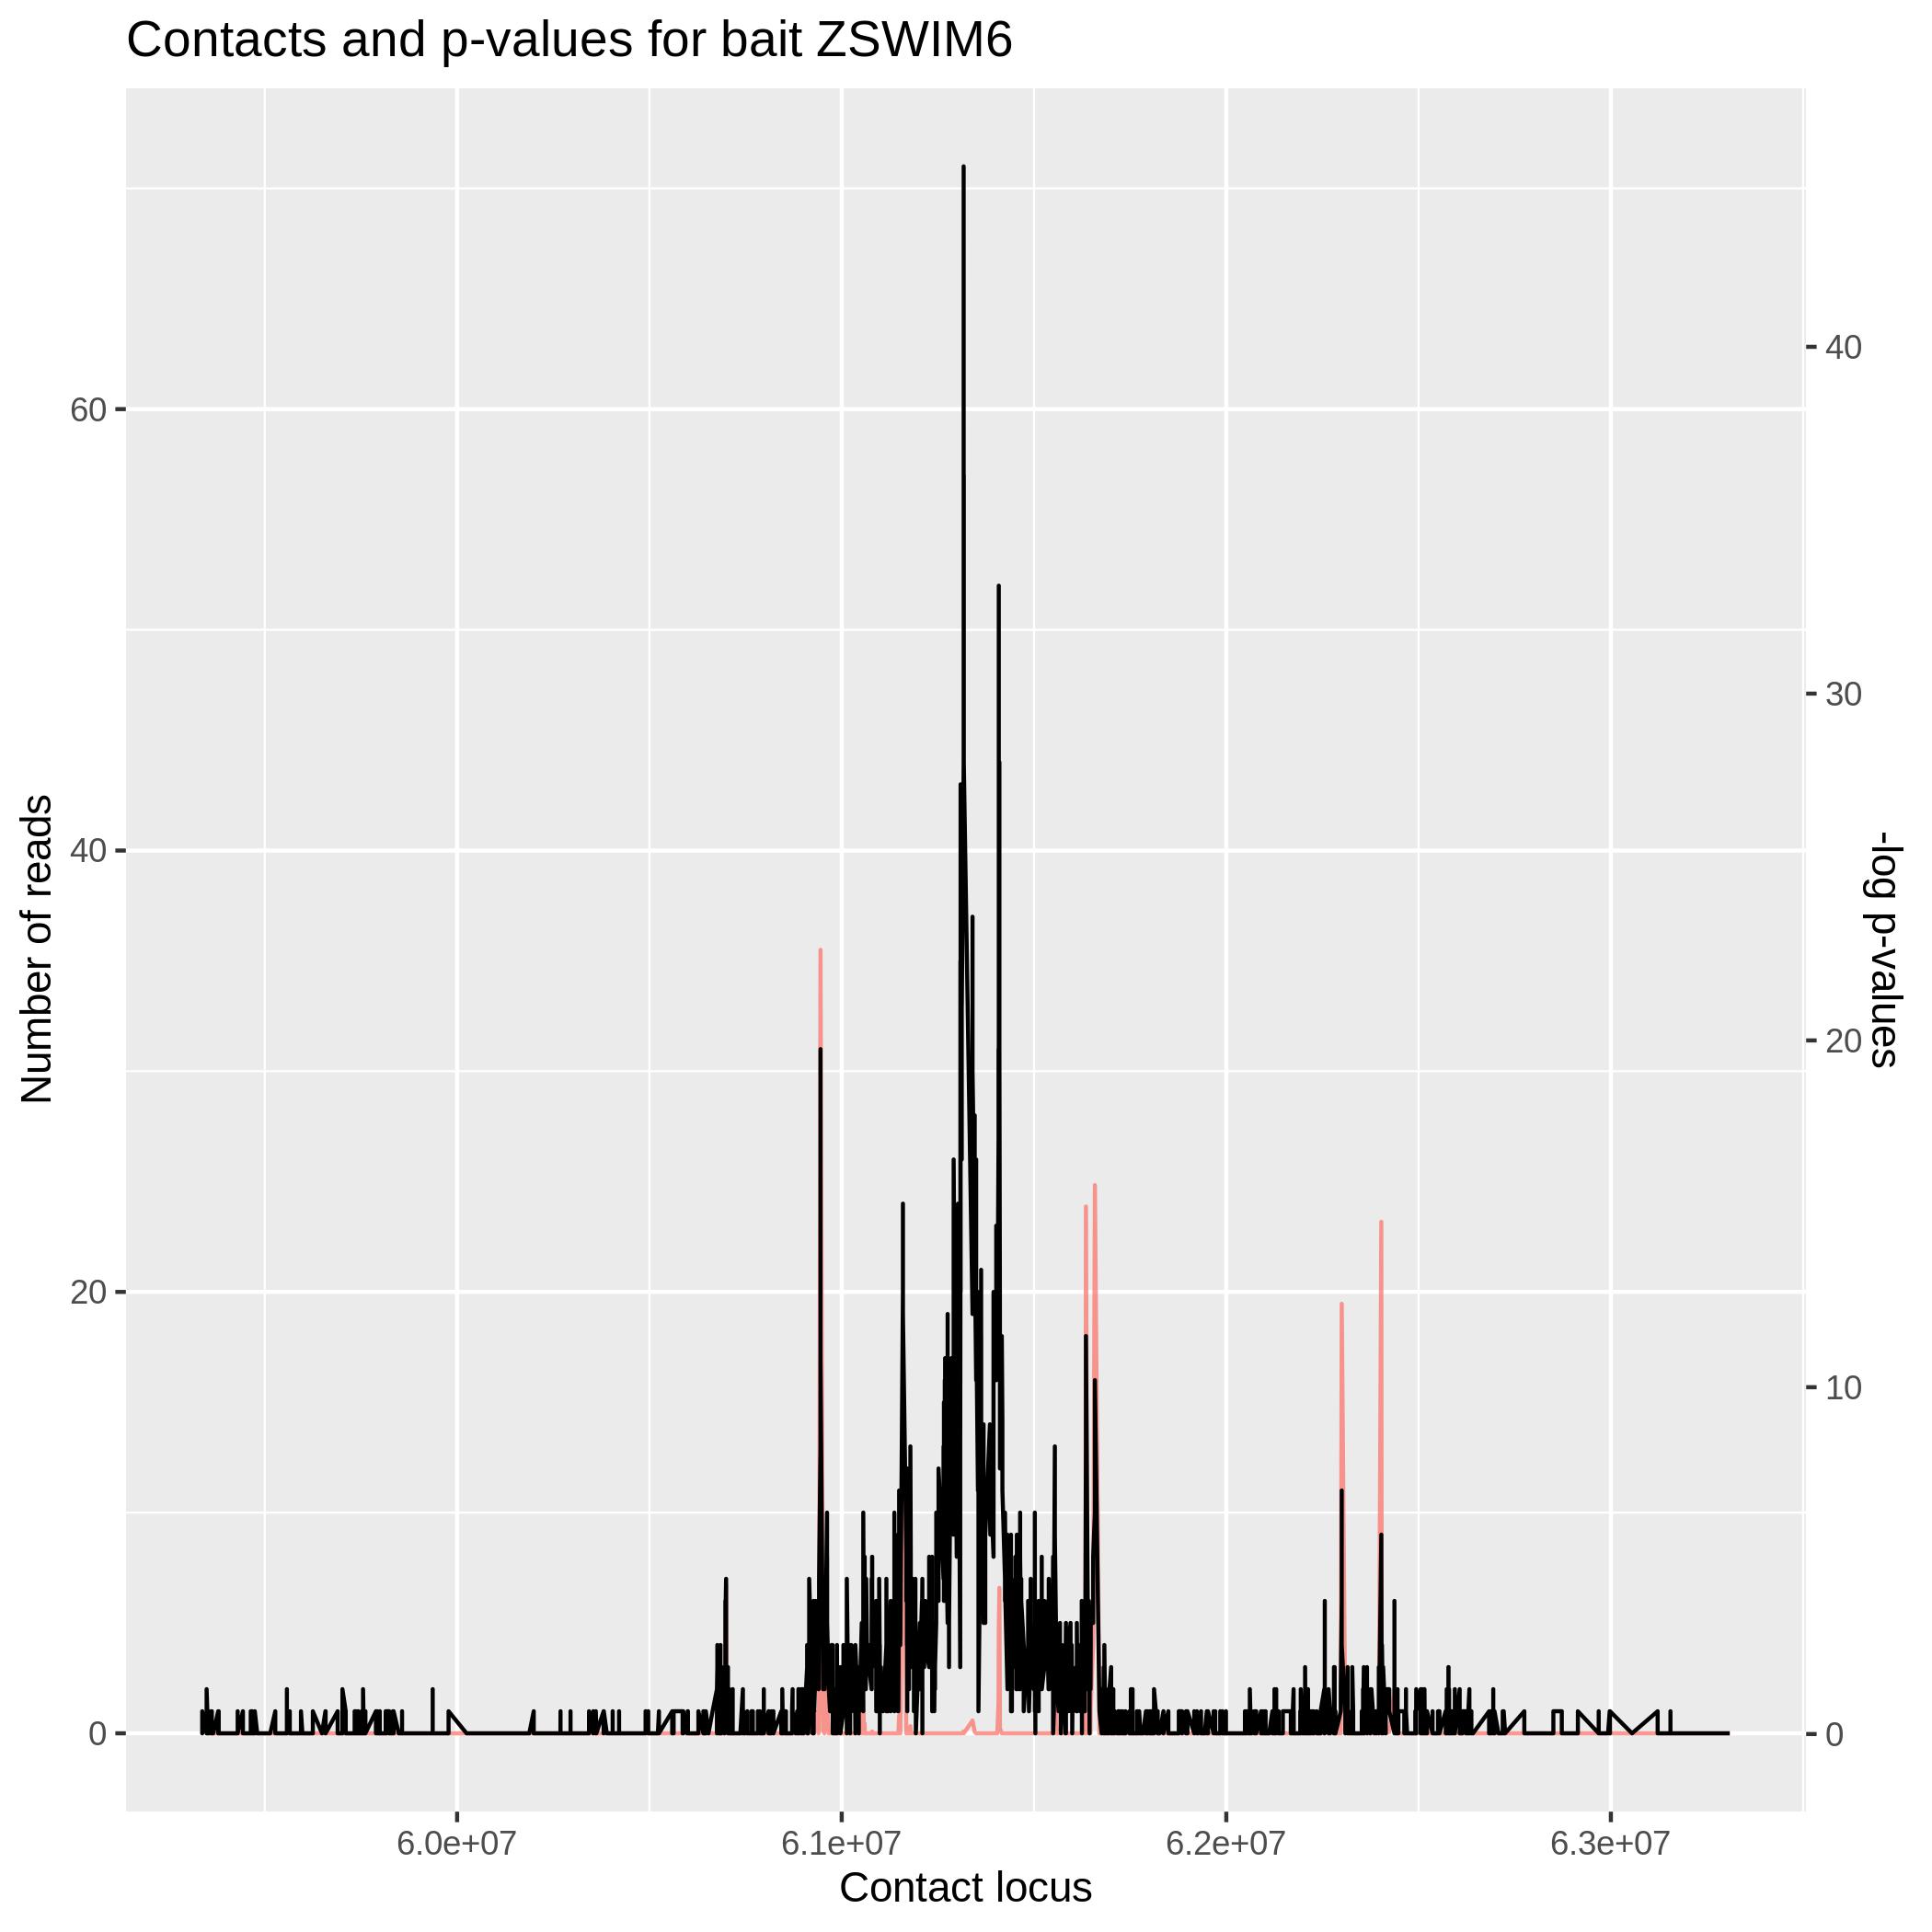 Contacts and p-values for bait ZSWIM6
60
40
20
0
Number of reads
40
30
20
10
0
-log p-values
6.0e+07
6.1e+07
6.2e+07
6.3e+07
Contact locus